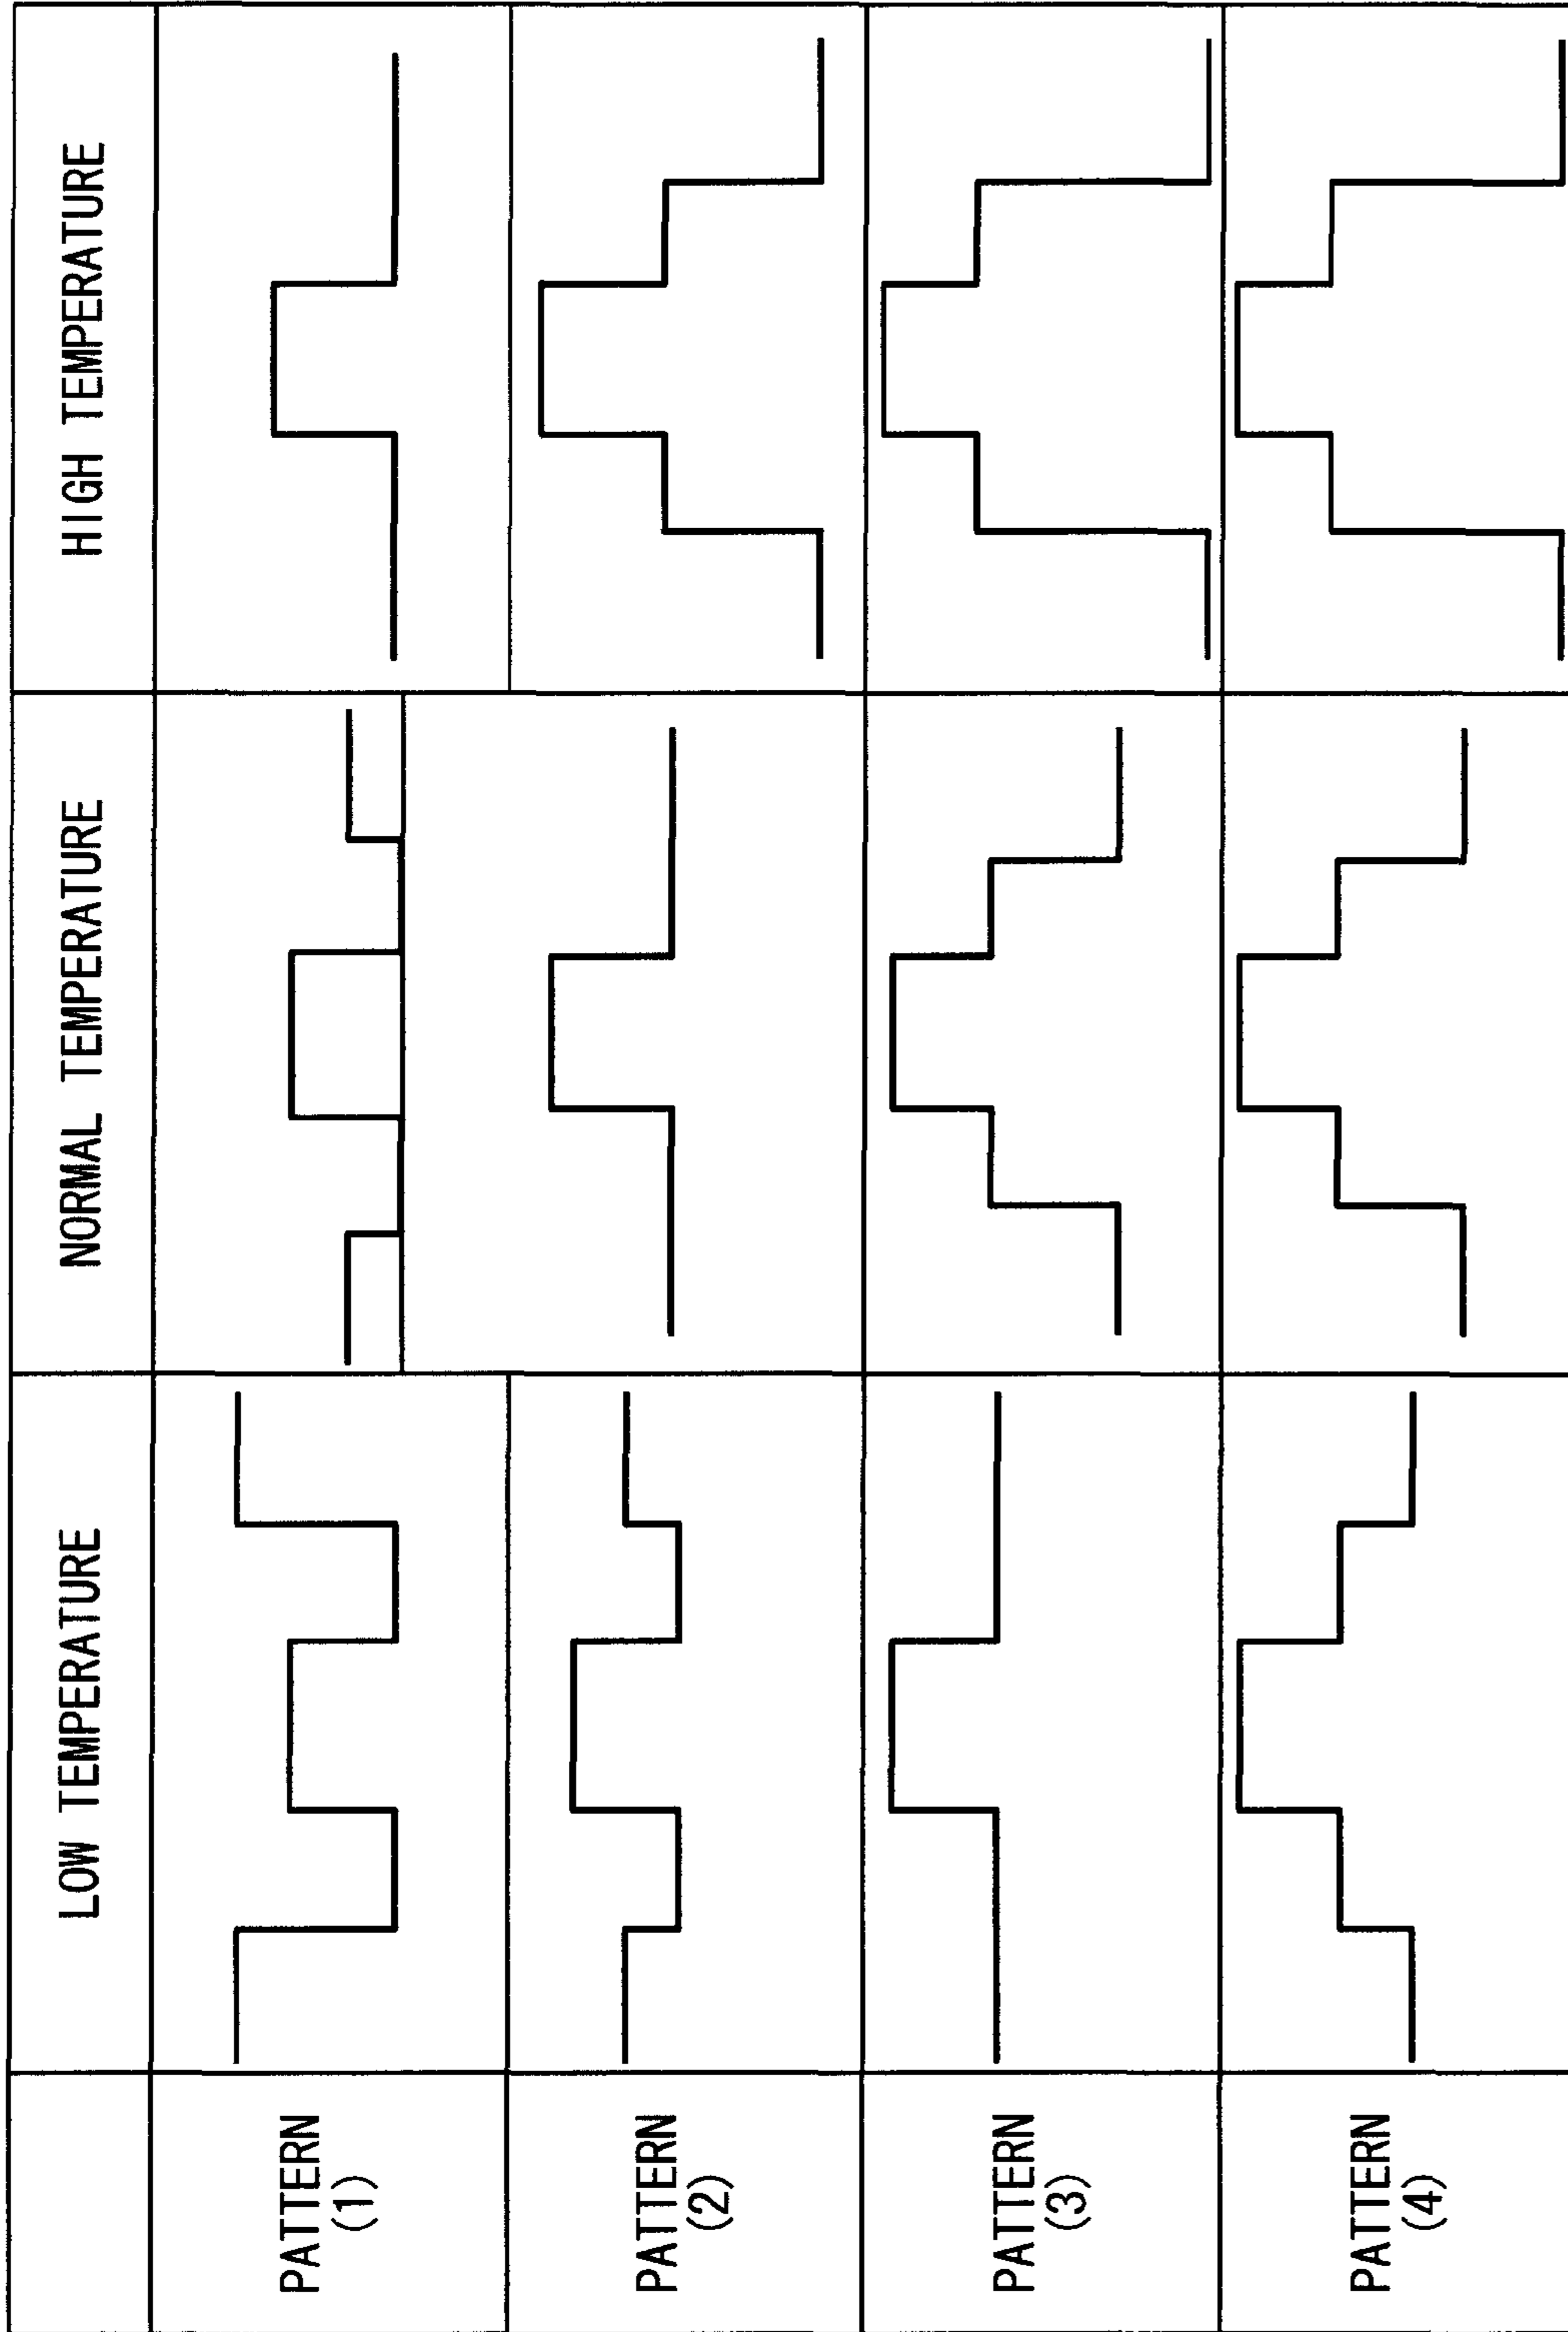 LOW TEMPERATURE
NORMAL TEMPERATURE
HIGH TEMPERATURE
PATTERN
(1)
PATTERN
(2)
PATTERN
(3)
PATTERN
(4)